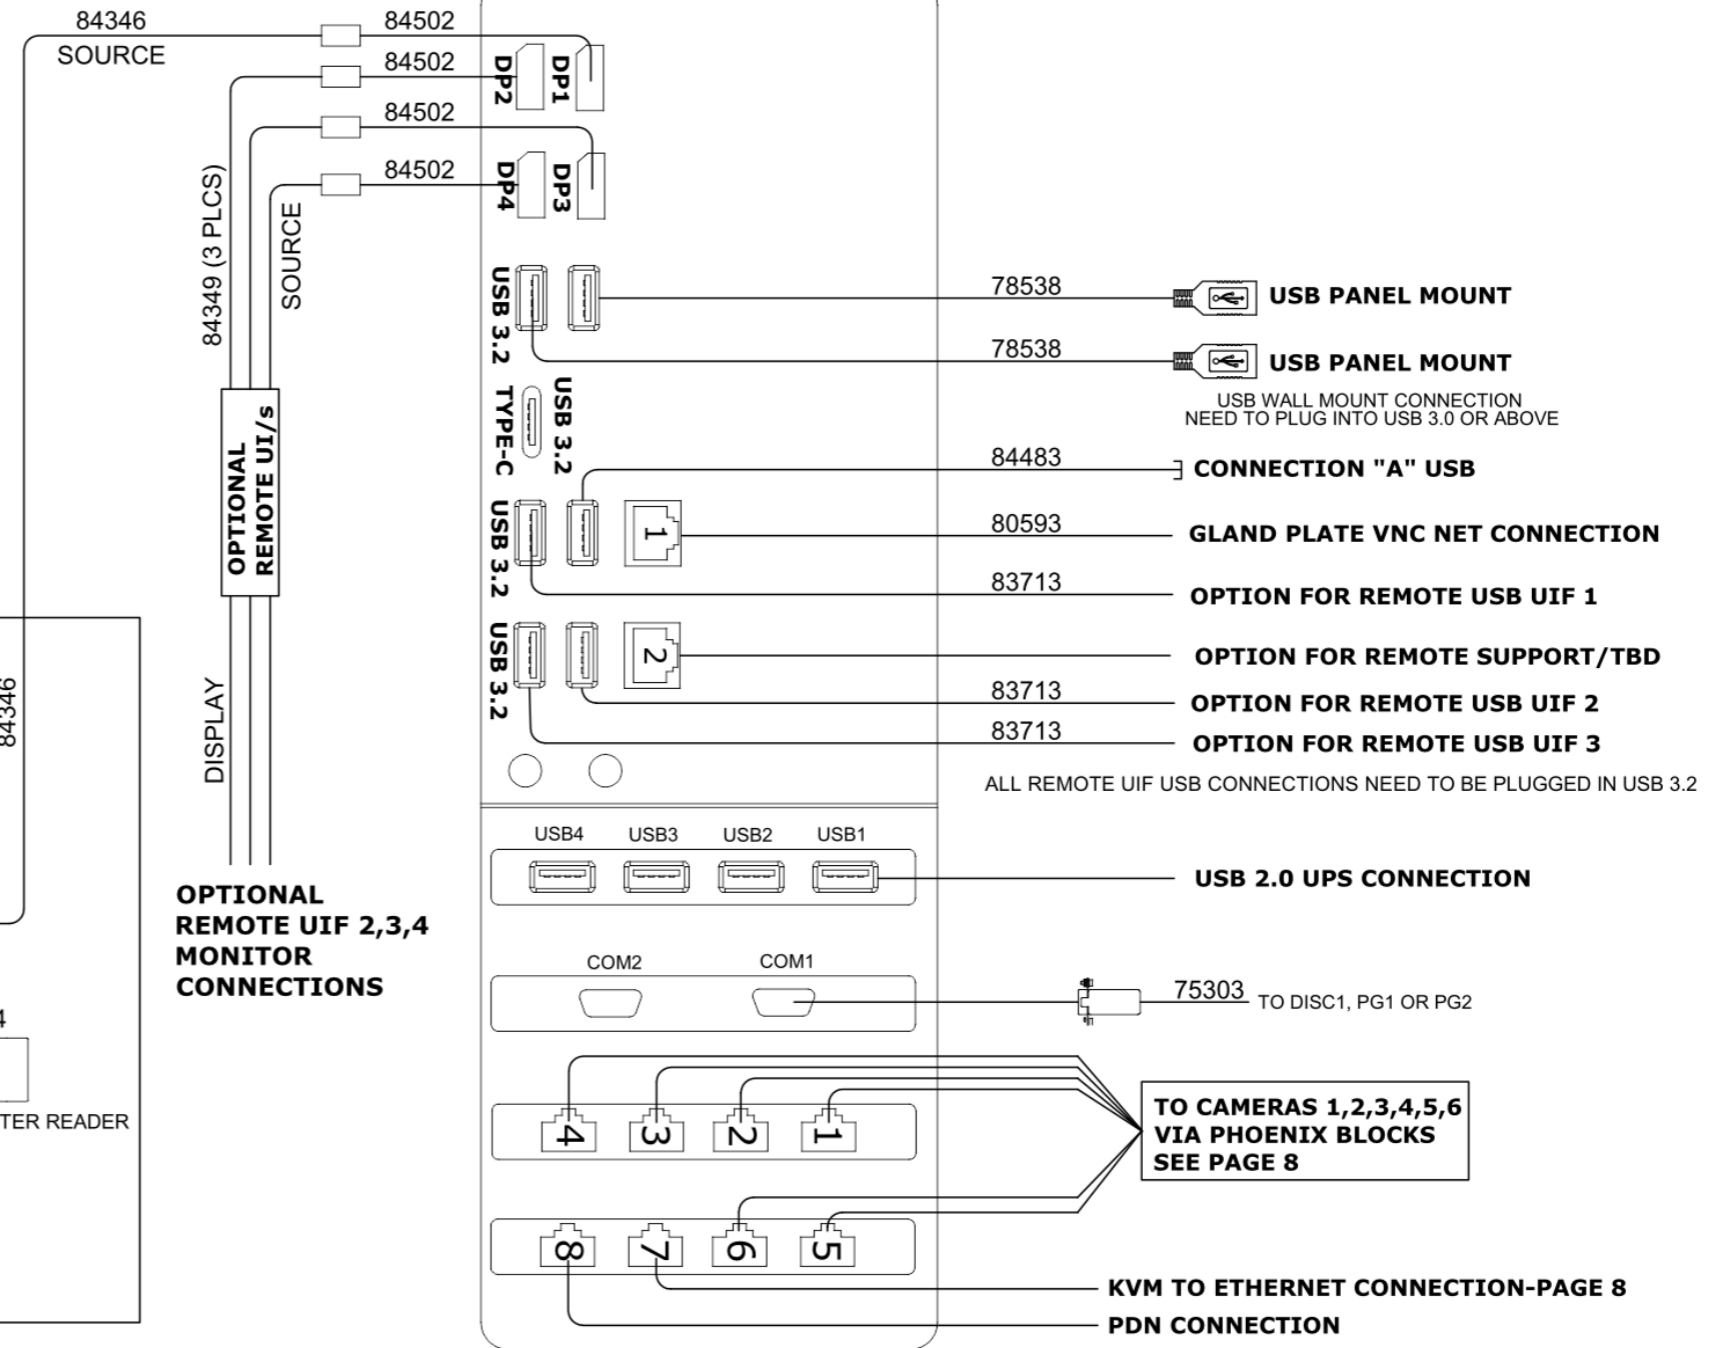 84346
SOURCE
84502
84502
84502
84502
DP2
DP1
DP4
DP3
84349 (3 PLCS)
SOURCE
OPTIONAL
REMOTE UI/s
DISPLAY
OPTIONAL
REMOTE UIF 2,3,4
MONITOR
CONNECTIONS
84346
4
TER READER
USB 3.2
78538
USB PANEL MOUNT
78538
USB PANEL MOUNT
USB WALL MOUNT CONNECTION
NEED TO PLUG INTO USB 3.0 OR ABOVE
TYPE-C
USB 3.2
84483
CONNECTION "A" USB
USB 3.2
1
80593
GLAND PLATE VNC NET CONNECTION
83713
OPTION FOR REMOTE USB UIF 1
USB 3.2
2
OPTION FOR REMOTE SUPPORT/TBD
83713
OPTION FOR REMOTE USB UIF 2
83713
OPTION FOR REMOTE USB UIF 3
ALL REMOTE UIF USB CONNECTIONS NEED TO BE PLUGGED IN USB 3.2
USB4
USB3
USB2
USB1
USB 2.0 UPS CONNECTION
COM2
COM1
75303
TO DISC1, PG1 OR PG2
4
3
2
1
TO CAMERAS 1,2,3,4,5,6
VIA PHOENIX BLOCKS
SEE PAGE 8
8
7
6
5
KVM TO ETHERNET CONNECTION-PAGE 8
PDN CONNECTION